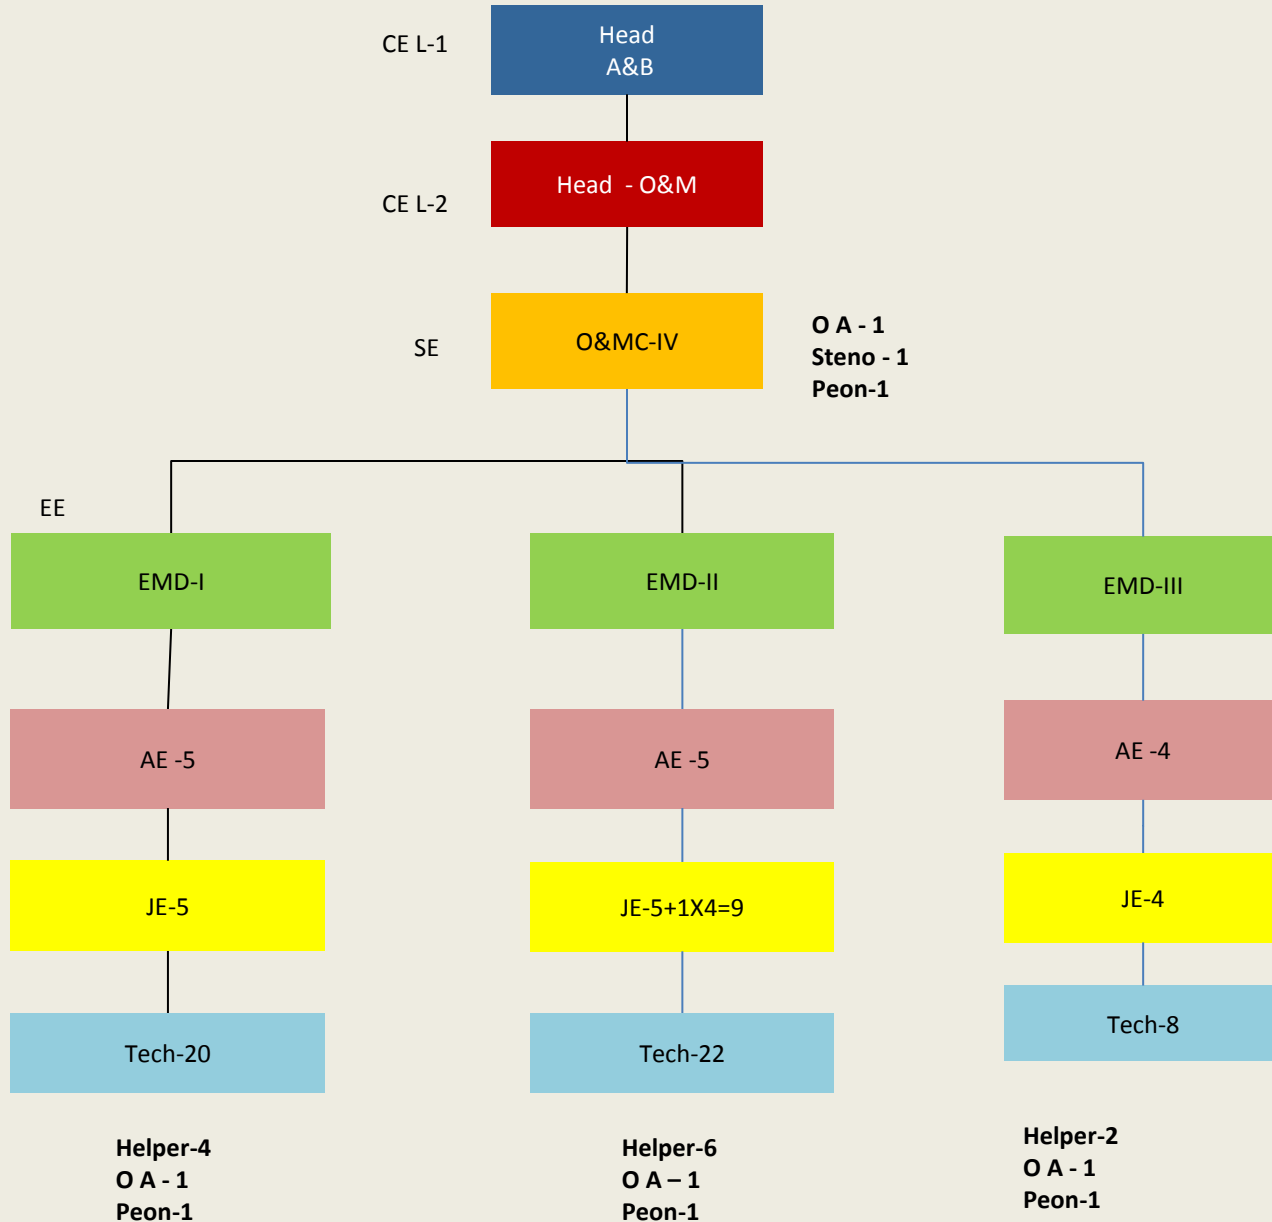 CE L-1
Head
A&B
CE L-2
Head - O&M
SE
O&MC-IV
O A - 1
Steno - 1
Peon-1
EE
EMD-I
EMD-II
EMD-III
AE -5
AE -5
AE -4
JE-5
JE-5+1X4=9
JE-4
Tech-20
Tech-22
Tech-8
Helper-4
O A - 1
Peon-1
Helper-6
O A – 1
Peon-1
Helper-2
O A - 1
Peon-1